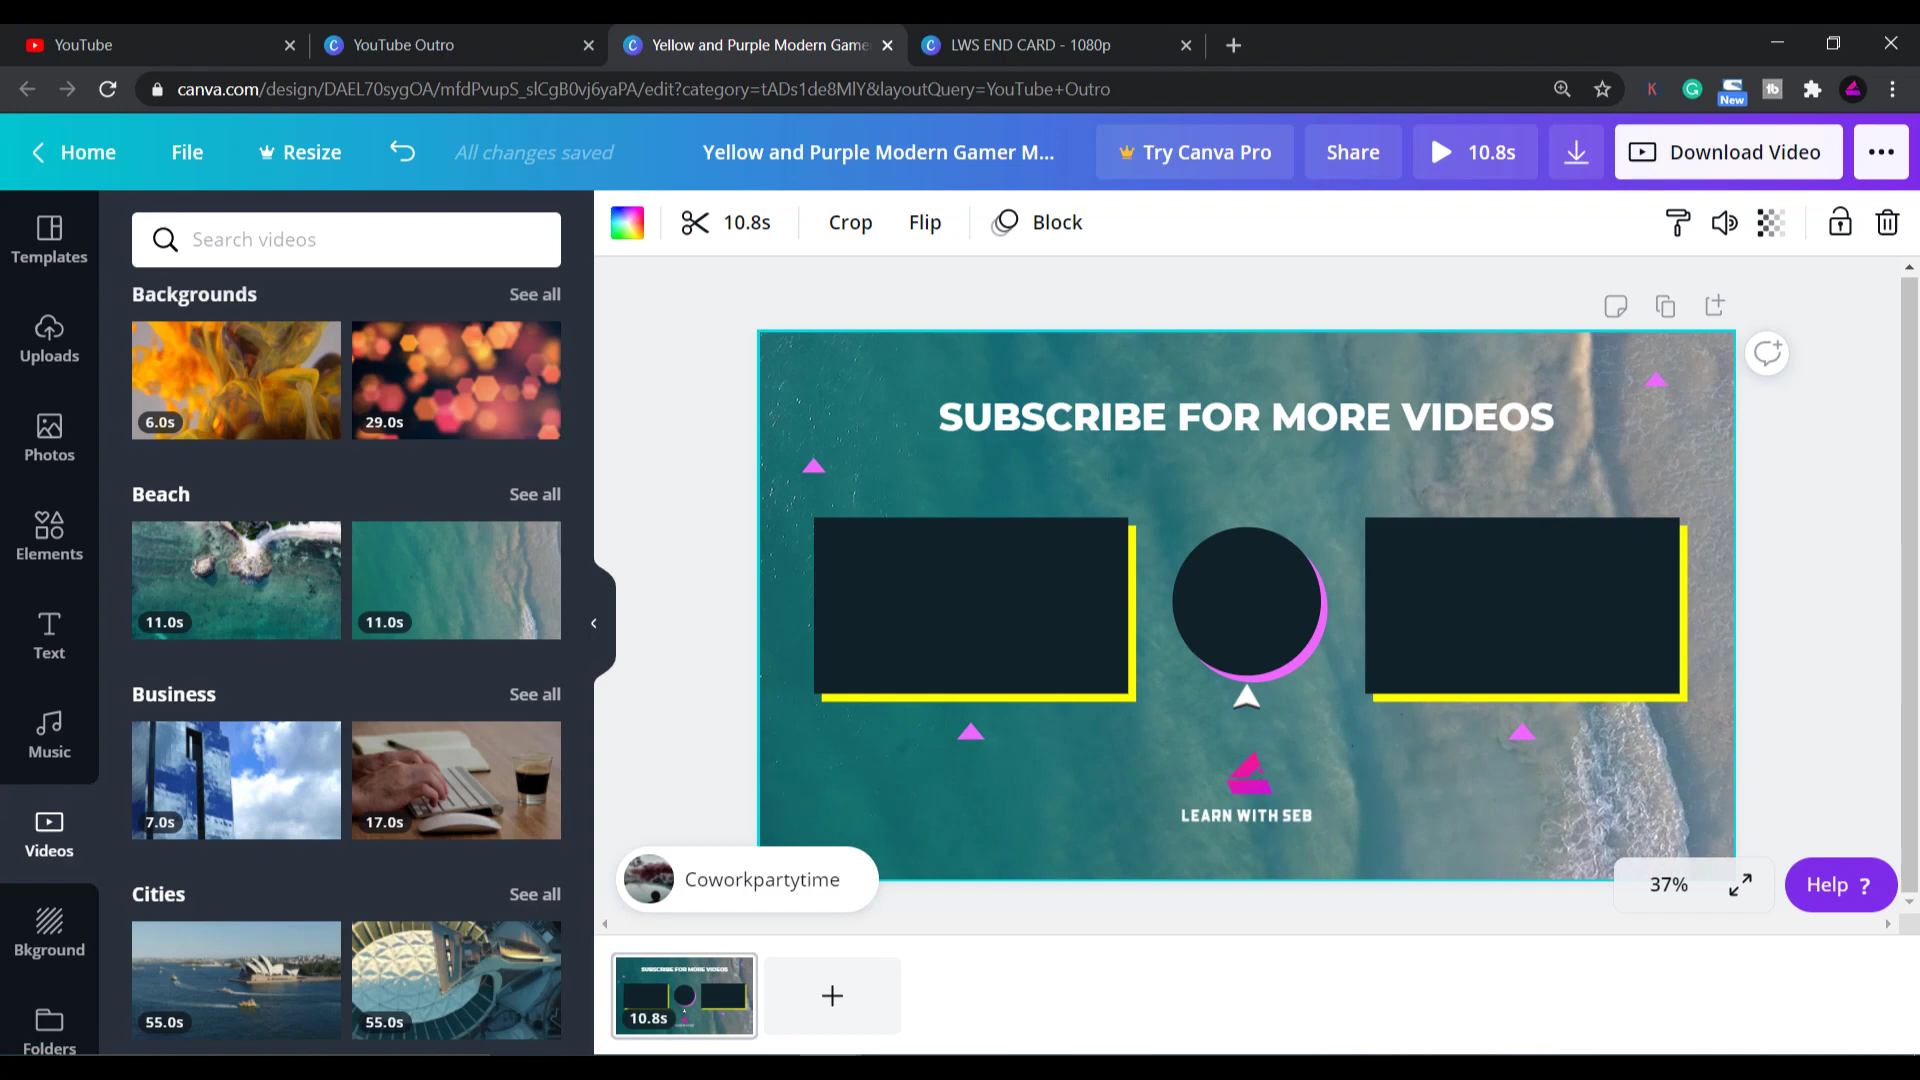 YouTube
YouTube Outro
Yellow and Purple Modern Game
LWS END CARD - 1080p
canva.com/design/DAEL70sygOA/mfdPvupS_slCgB0vj6yaPA/edit?category=tADs1de8MlY&layoutQuery=YouTube+Outro
K
New
tb
Home
File
Resize
All changes saved
Yellow and Purple Modern Gamer M...
Try Canva Pro
Share
10.8s
Download Video
Templates
Uploads
Photos
Elements
Text
Music
Videos
Bkground
Folders
Search videos
Backgrounds See all
6.0s 29.0s
Beach See all
11.0s 11.0s
Business See all
7.0s 17.0s
Cities See all
55.0s 55.0s
10.8s
Crop
Flip
Block
SUBSCRIBE FOR MORE VIDEOS
LEARN WITH SEB
Coworkpartytime
37%
Help ?
SUBSCRIBE FOR MORE VIDEOS
10.8s